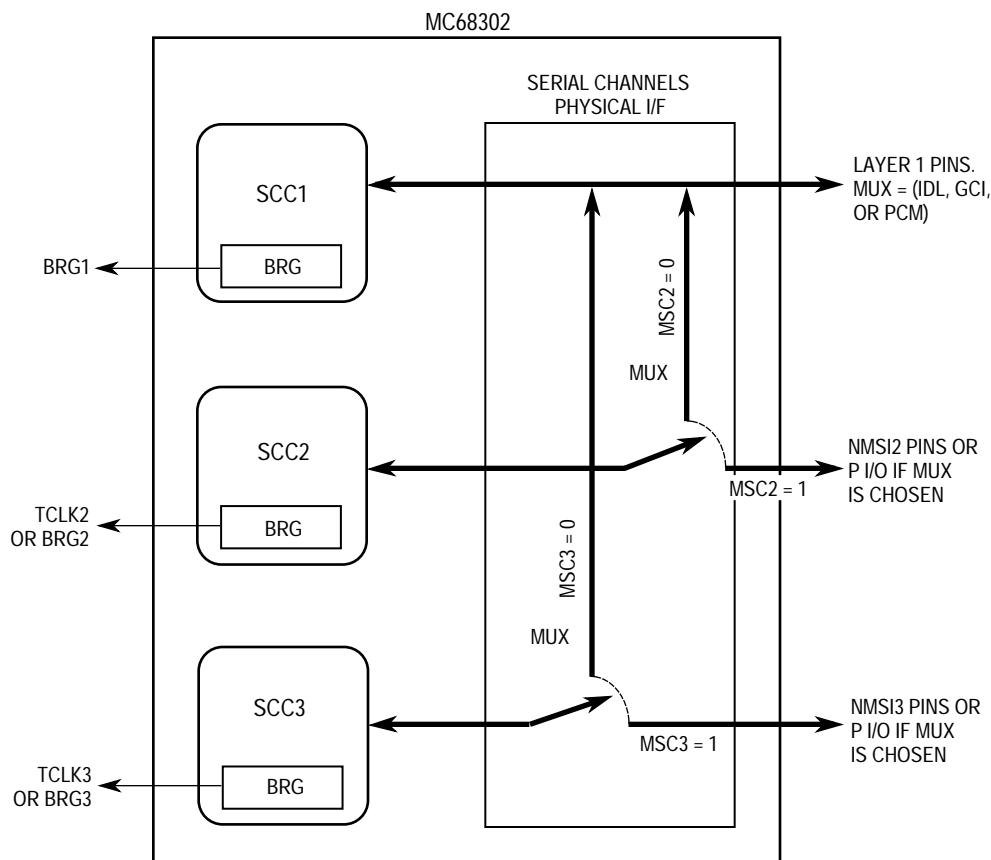 MC68302
SERIAL CHANNELS
PHYSICAL I/F
SCC1
BRG
BRG1
LAYER 1 PINS.
MUX = (IDL, GCI,
OR PCM)
MSC2 = 0
MUX
SCC2
BRG
TCLK2
OR BRG2
MSC2 = 1
NMSI2 PINS OR
P I/O IF MUX
IS CHOSEN
MSC3 = 0
MUX
SCC3
BRG
TCLK3
OR BRG3
MSC3 = 1
NMSI3 PINS OR
P I/O IF MUX
IS CHOSEN